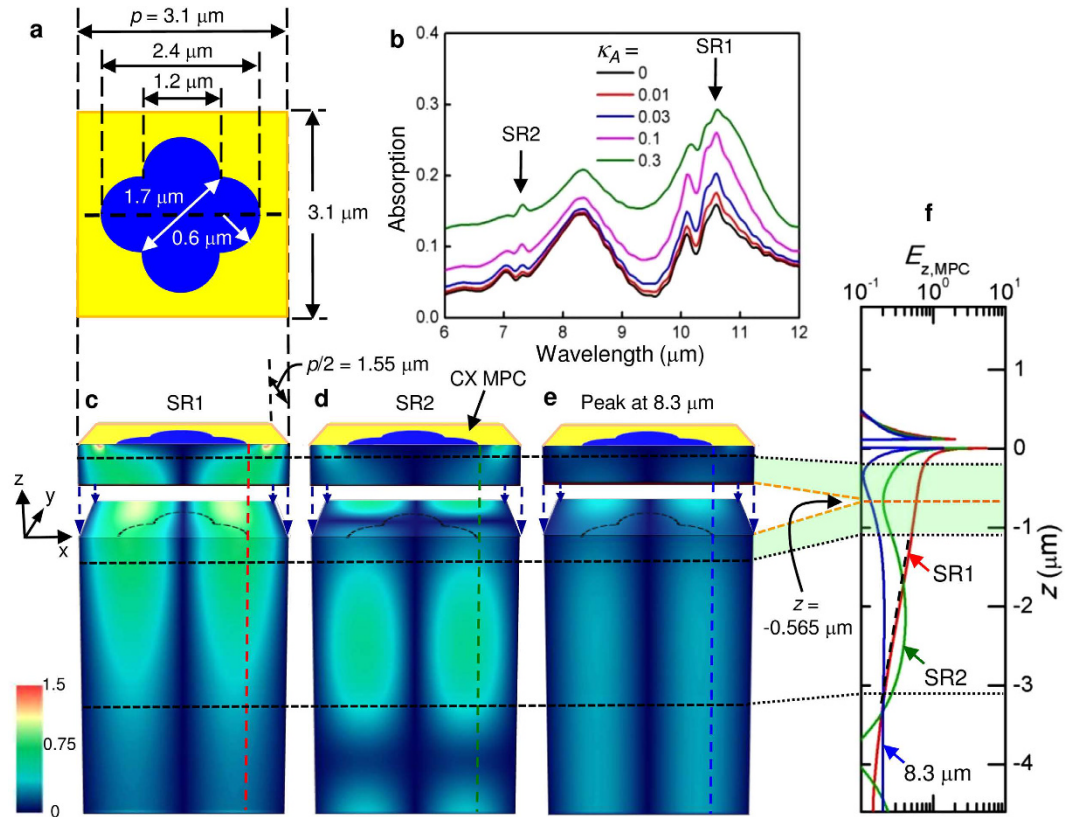 a
p = 3.1 μm
2.4 μm
1.2 μm
1.7 μm
0.6 μm
3.1 μm
p/2 = 1.55 μm
b
0.4
0.3
0.2
0.1
0.0
Absorption
κA =
0
0.01
0.03
0.1
0.3
SR2
SR1
6 7 8 9 10 11 12
Wavelength (μm)
c
SR1
d
SR2
CX MPC
e
Peak at 8.3 μm
z
y
x
1.5
0.75
0
z =
-0.565 μm
f
Ez,MPC
10-1 100 101
1
0
-1
-2
-3
-4
z (μm)
SR1
SR2
8.3 μm